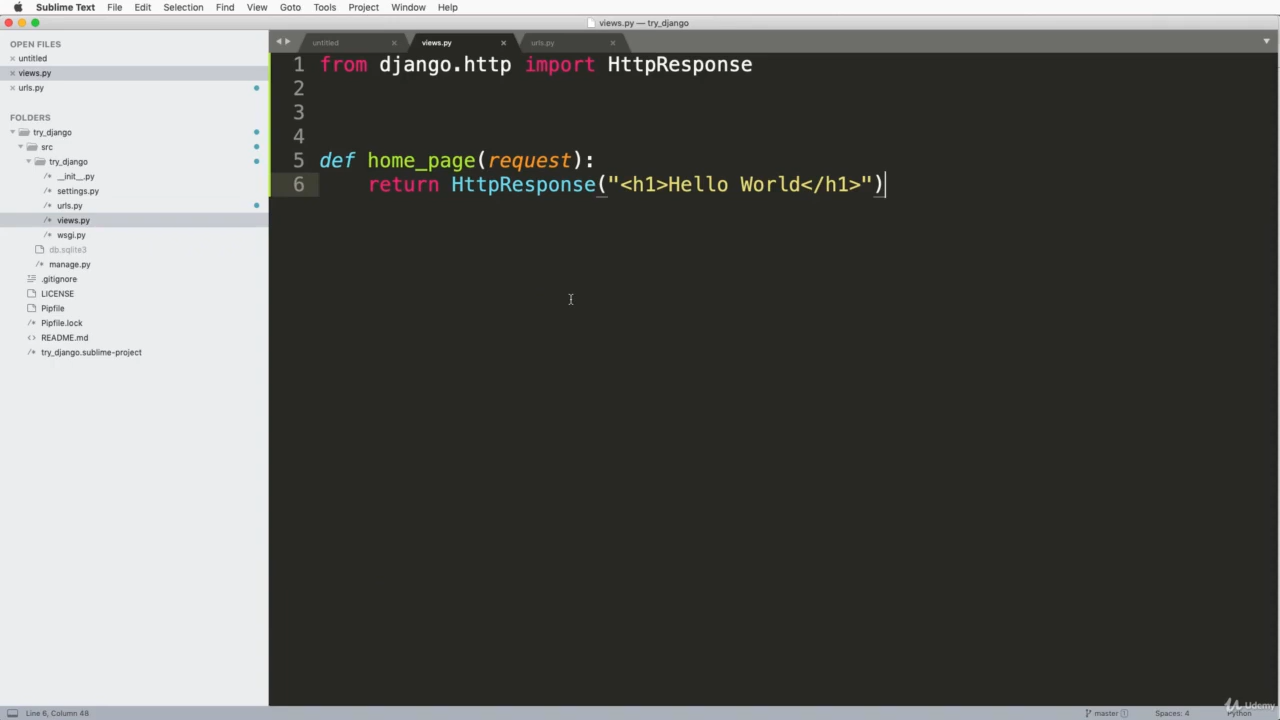 Sublime Text File Edit Selection Find View Goto Tools Project Window Help
views.py — try_django
OPEN FILES
untitled
views.py
urls.py
FOLDERS
try_django
src
try_django
/* __init__.py
/* settings.py
/* urls.py
/* views.py
/* wsgi.py
db.sqlite3
/* manage.py
.gitignore
LICENSE
Pipfile
/* Pipfile.lock
<> README.md
/* try_django.sublime-project
untitled views.py urls.py
1 from django.http import HttpResponse
2
3
4
5 def home_page(request):
6 return HttpResponse("<h1>Hello World</h1>")
Line 6, Column 48
master 1 Spaces: 4 Python
Udemy